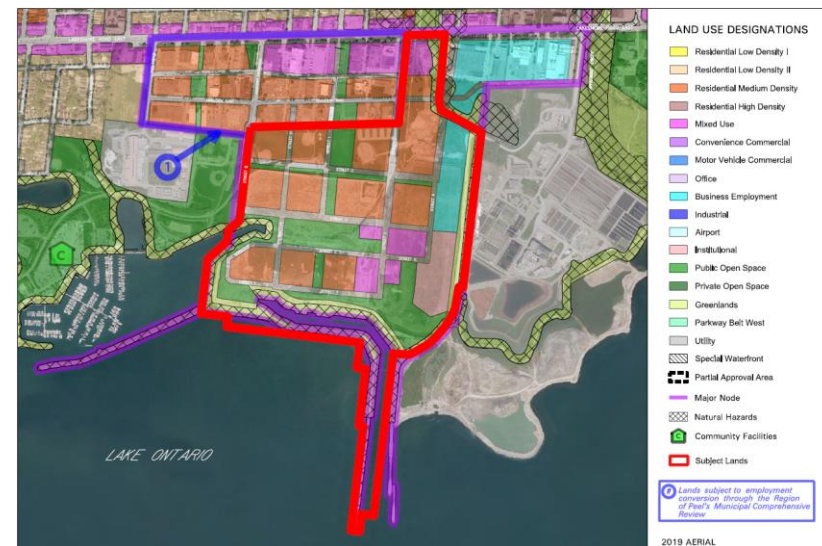 LAND USE DESIGNATIONS
Residential Low Density I
Residential Low Density II
Residential Medium Density
Residential High Density
Mixed Use
Convenience Commercial
Motor Vehicle Commercial
Office
Business Employment
Industrial
Airport
Institutional
Public Open Space
Private Open Space
Greenlands
Parkway Belt West
Utility
Special Waterfront
Partial Approval Area
Major Node
Natural Hazards
C Community Facilities
Subject Lands
Lands subject to employment
conversion through the Region
of Peel's Municipal Comprehensive
Review
2019 AERIAL
1
C
LAKE ONTARIO